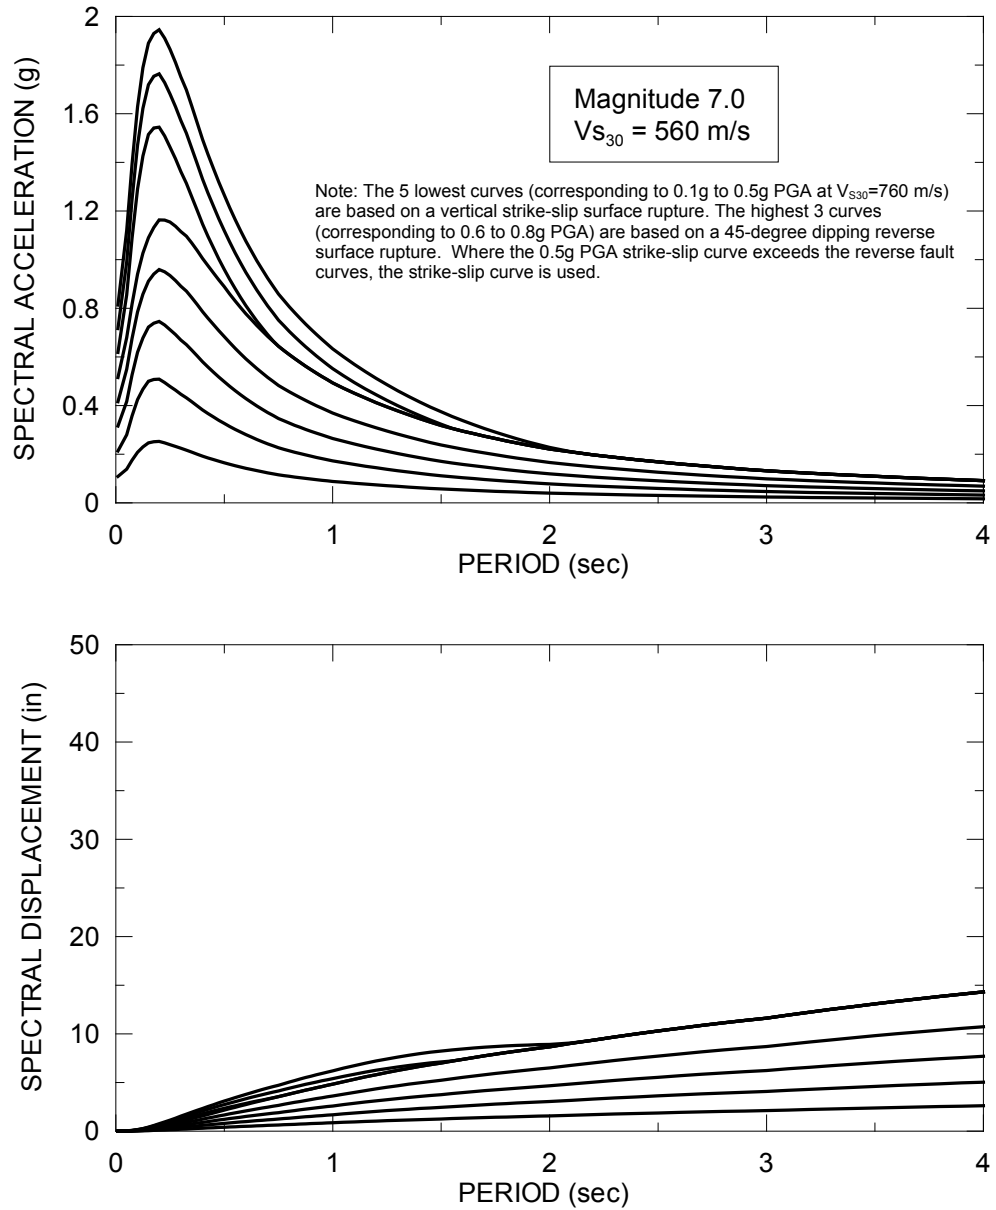 2
1.6
1.2
0.8
0.4
0
SPECTRAL ACCELERATION (g)
Magnitude 7.0
Vs30 = 560 m/s
Note: The 5 lowest curves (corresponding to 0.1g to 0.5g PGA at VS30=760 m/s)
are based on a vertical strike-slip surface rupture. The highest 3 curves
(corresponding to 0.6 to 0.8g PGA) are based on a 45-degree dipping reverse
surface rupture.  Where the 0.5g PGA strike-slip curve exceeds the reverse fault
curves, the strike-slip curve is used.
0 1 2 3 4
PERIOD (sec)
50
40
30
20
10
0
SPECTRAL DISPLACEMENT (in)
0 1 2 3 4
PERIOD (sec)